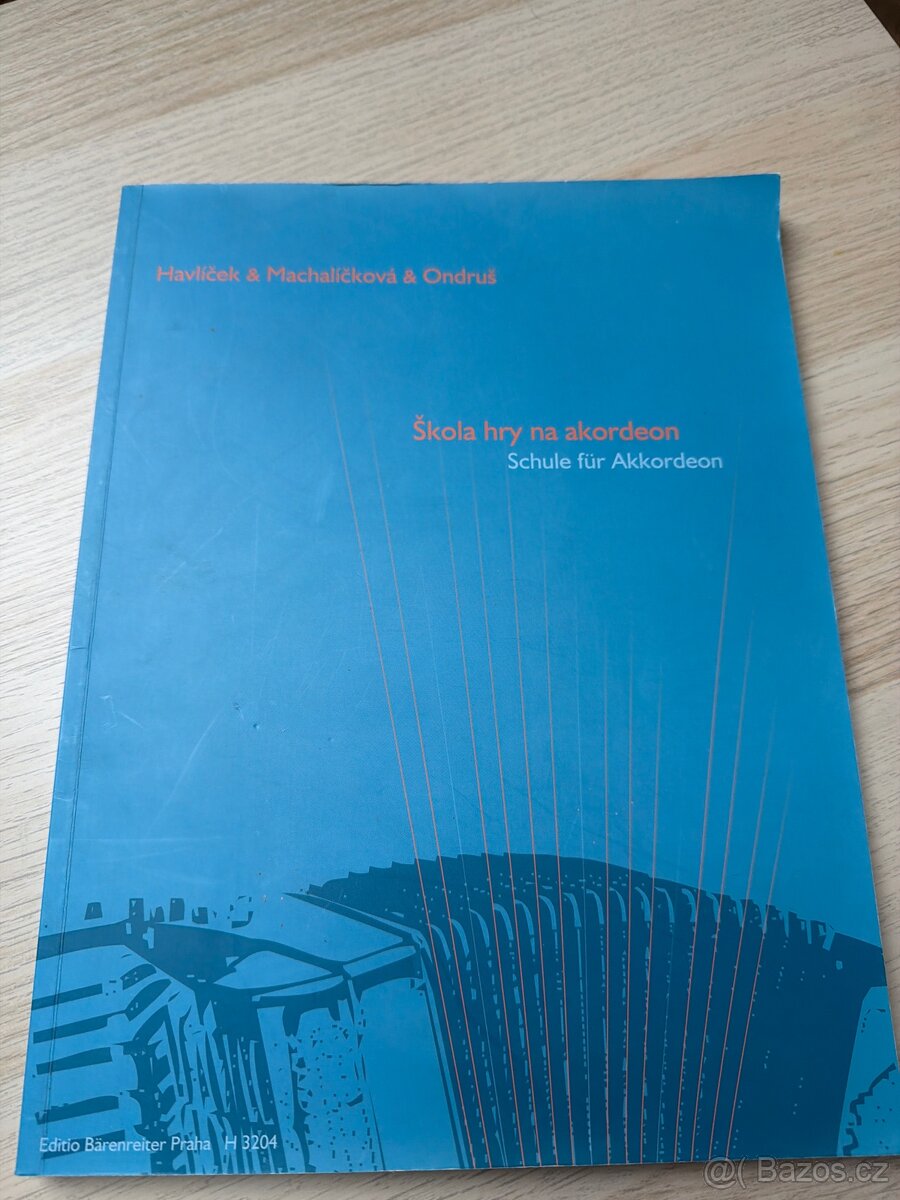 Havlíček & Machalíčková & Ondruš
Škola hry na akordeon
Schule für Akkordeon
Editio Bärenreiter Praha H 3204
@( Bazos.cz